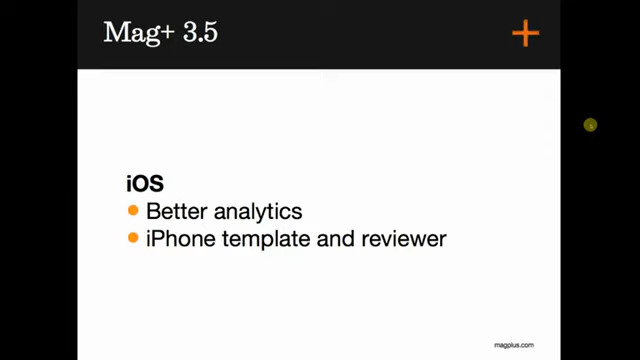 Mag+ 3.5
iOS
Better analytics
iPhone template and reviewer
magplus.com